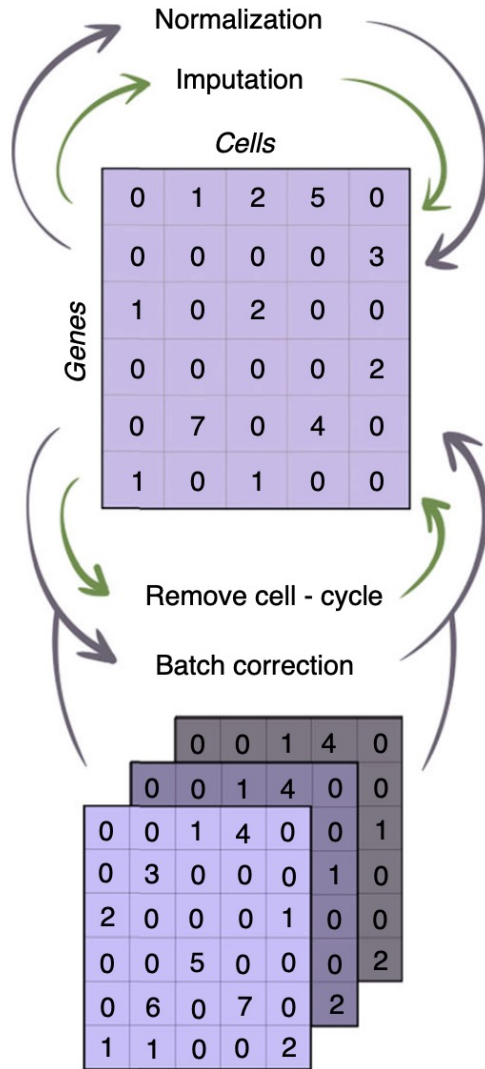 Normalization
Imputation
Cells
Genes
0 1 2 5 0
0 0 0 0 3
1 0 2 0 0
0 0 0 0 2
0 7 0 4 0
1 0 1 0 0
Remove cell - cycle
Batch correction
0 0 1 4 0
0 0 1 4 0 0
0 0 1 4 0 0 1
0 3 0 0 0 1 0
2 0 0 0 1 0 0
0 0 5 0 0 0 2
0 6 0 7 0 2
1 1 0 0 2